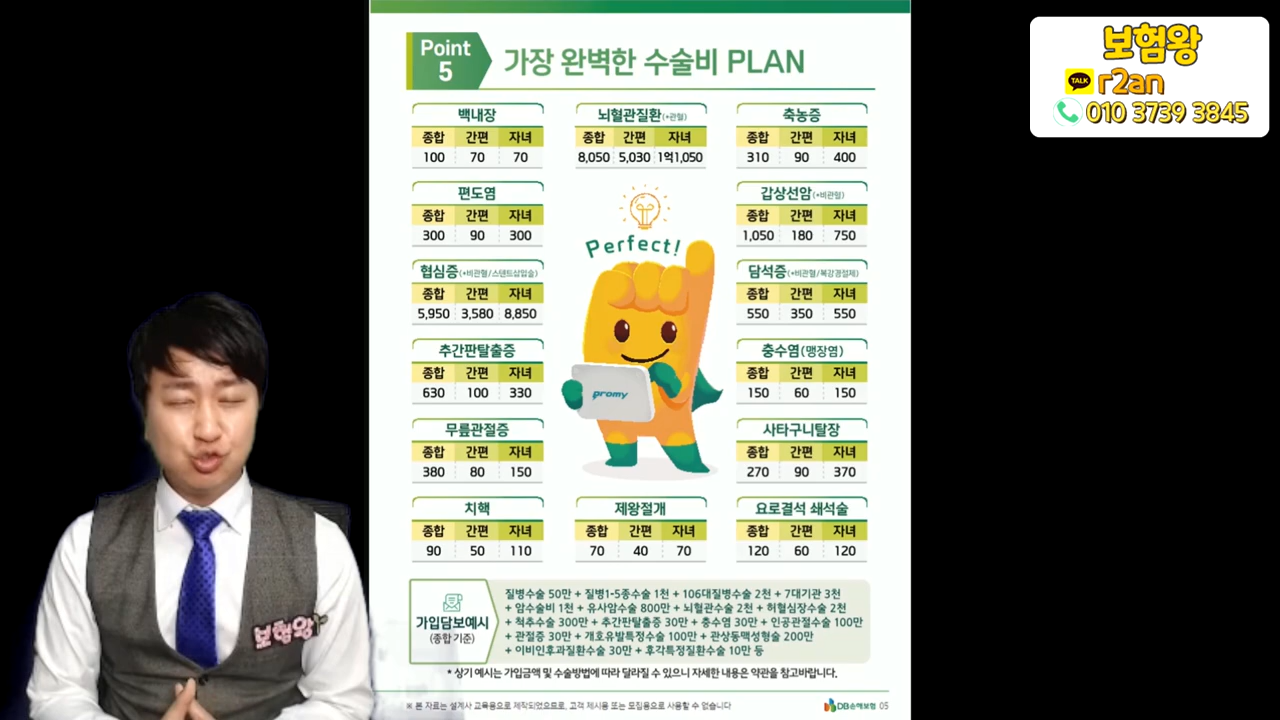 Point
5
가장 완벽한 수술비 PLAN
보험왕
TALK
r2an
010 3739 3845
백내장
종합 간편 자녀
100 70 70
뇌혈관질환(+관혈)
종합 간편 자녀
8,050 5,030 1억1,050
축농증
종합 간편 자녀
310 90 400
편도염
종합 간편 자녀
300 90 300
Perfect!
갑상선암(+비관혈)
종합 간편 자녀
1,050 180 750
협심증(+비관혈/스텐트삽입술)
종합 간편 자녀
5,950 3,580 8,850
담석증(+비관혈/복강경절제)
종합 간편 자녀
550 350 550
추간판탈출증
종합 간편 자녀
630 100 330
promy
충수염(맹장염)
종합 간편 자녀
150 60 150
무릎관절증
종합 간편 자녀
380 80 150
사타구니탈장
종합 간편 자녀
270 90 370
치핵
종합 간편 자녀
90 50 110
제왕절개
종합 간편 자녀
70 40 70
요로결석 쇄석술
종합 간편 자녀
120 60 120
가입담보예시
(종합 기준)
질병수술 50만 + 질병1-5종수술 1천 + 106대질병수술 2천 + 7대기관 3천
+ 암수술비 1천 + 유사암수술 800만 + 뇌혈관수술 2천 + 허혈심장수술 2천
+ 척추수술 300만 + 추간판탈출증 30만 + 충수염 30만 + 인공관절수술 100만
+ 관절증 30만 + 개호유발특정수술 100만 + 관상동맥성형술 200만
+ 이비인후과질환수술 30만 + 후각특정질환수술 10만 등
* 상기 예시는 가입금액 및 수술방법에 따라 달라질 수 있으니 자세한 내용은 약관을 참고바랍니다.
※ 본 자료는 설계사 교육용으로 제작되었으므로, 고객 제시용 또는 모집용으로 사용할 수 없습니다
DB손해보험 05
보험왕